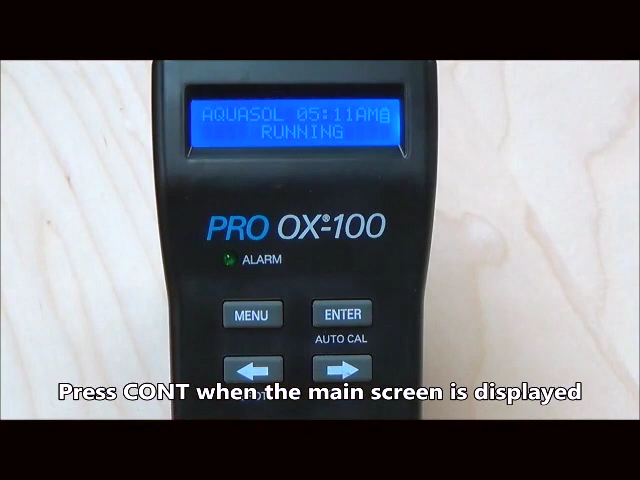 AQUASOL 05:11AM
RUNNING
PRO OX®-100
ALARM
MENU
ENTER
AUTO CAL
Press CONT when the main screen is displayed